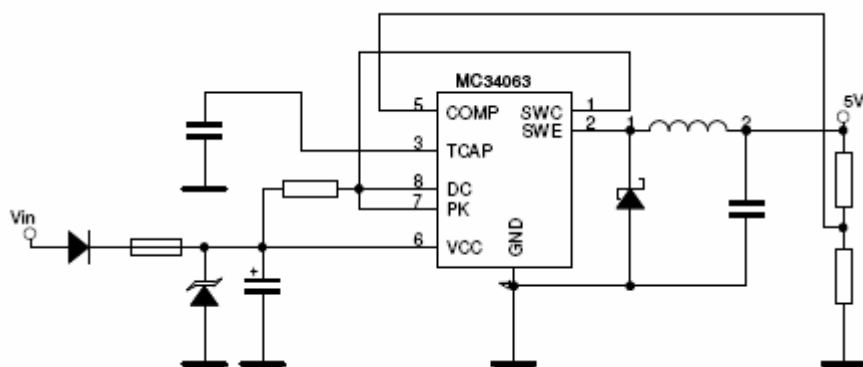 MC34063
5 COMP SWC 1
SWE 2 1 2 5V
3 TCAP
8 DC
7 PK
Vin
6 VCC GND
4
+